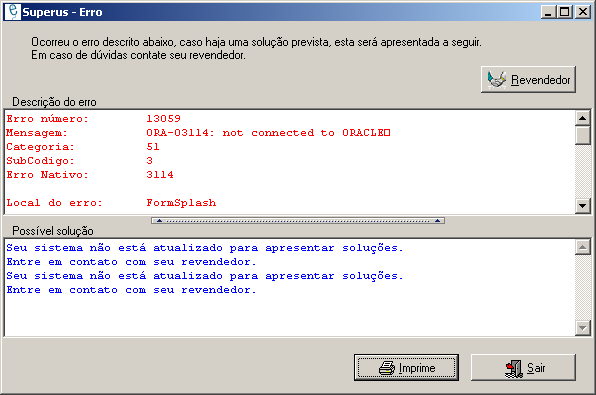 Superus - Erro
Ocorreu o erro descrito abaixo, caso haja uma solução prevista, esta será apresentada a seguir.
Em caso de dúvidas contate seu revendedor.
Revendedor
Descrição do erro
Erro número: 13059
Mensagem: ORA-03114: not connected to ORACLE
Categoria: 51
SubCodigo: 3
Erro Nativo: 3114
Local do erro: FormSplash
Possível solução
Seu sistema não está atualizado para apresentar soluções.
Entre em contato com seu revendedor.
Seu sistema não está atualizado para apresentar soluções.
Entre em contato com seu revendedor.
Imprime
Sair